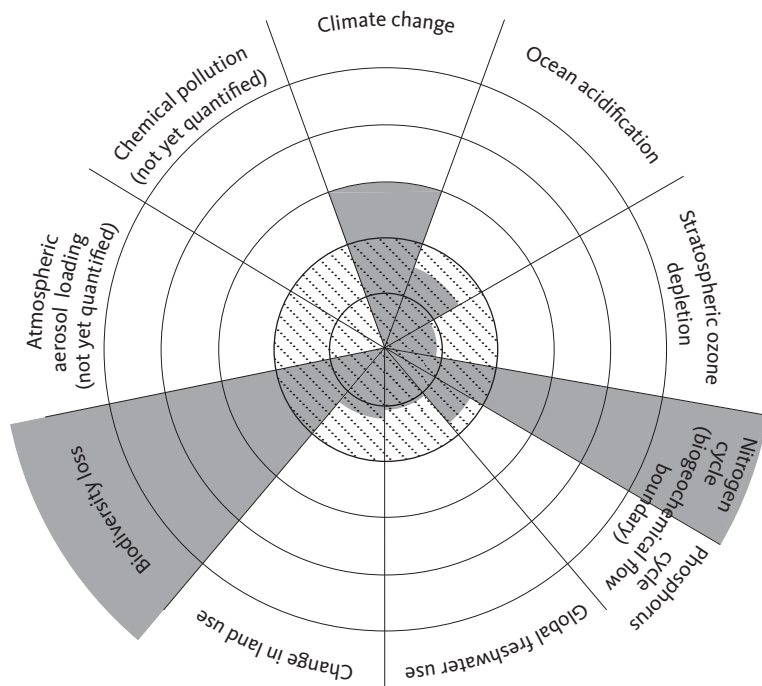 Climate change
Ocean acidification
Stratospheric ozone
depletion
Nitrogen
cycle
(biogeochemical flow
boundary)
Phosphorus
cycle
Global freshwater use
Change in land use
Biodiversity loss
Atmospheric
aerosol loading
(not yet quantified)
Chemical pollution
(not yet quantified)